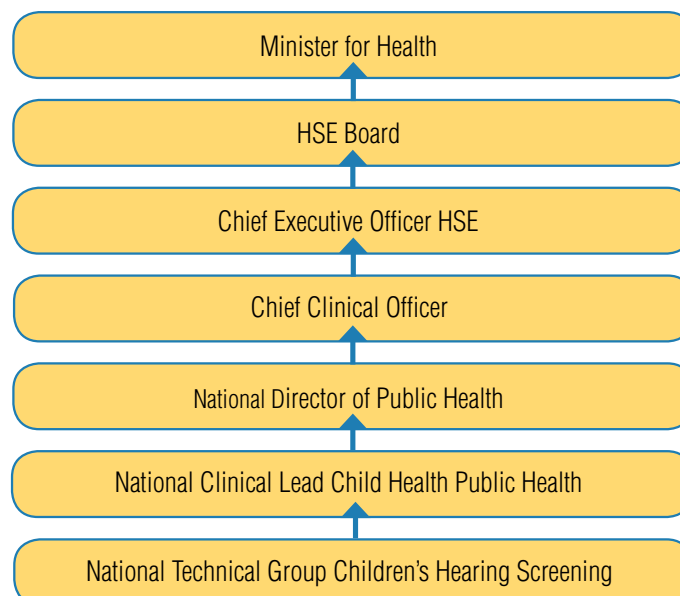 Minister for Health
HSE Board
Chief Executive Officer HSE
Chief Clinical Officer
National Director of Public Health
National Clinical Lead Child Health Public Health
National Technical Group Children’s Hearing Screening